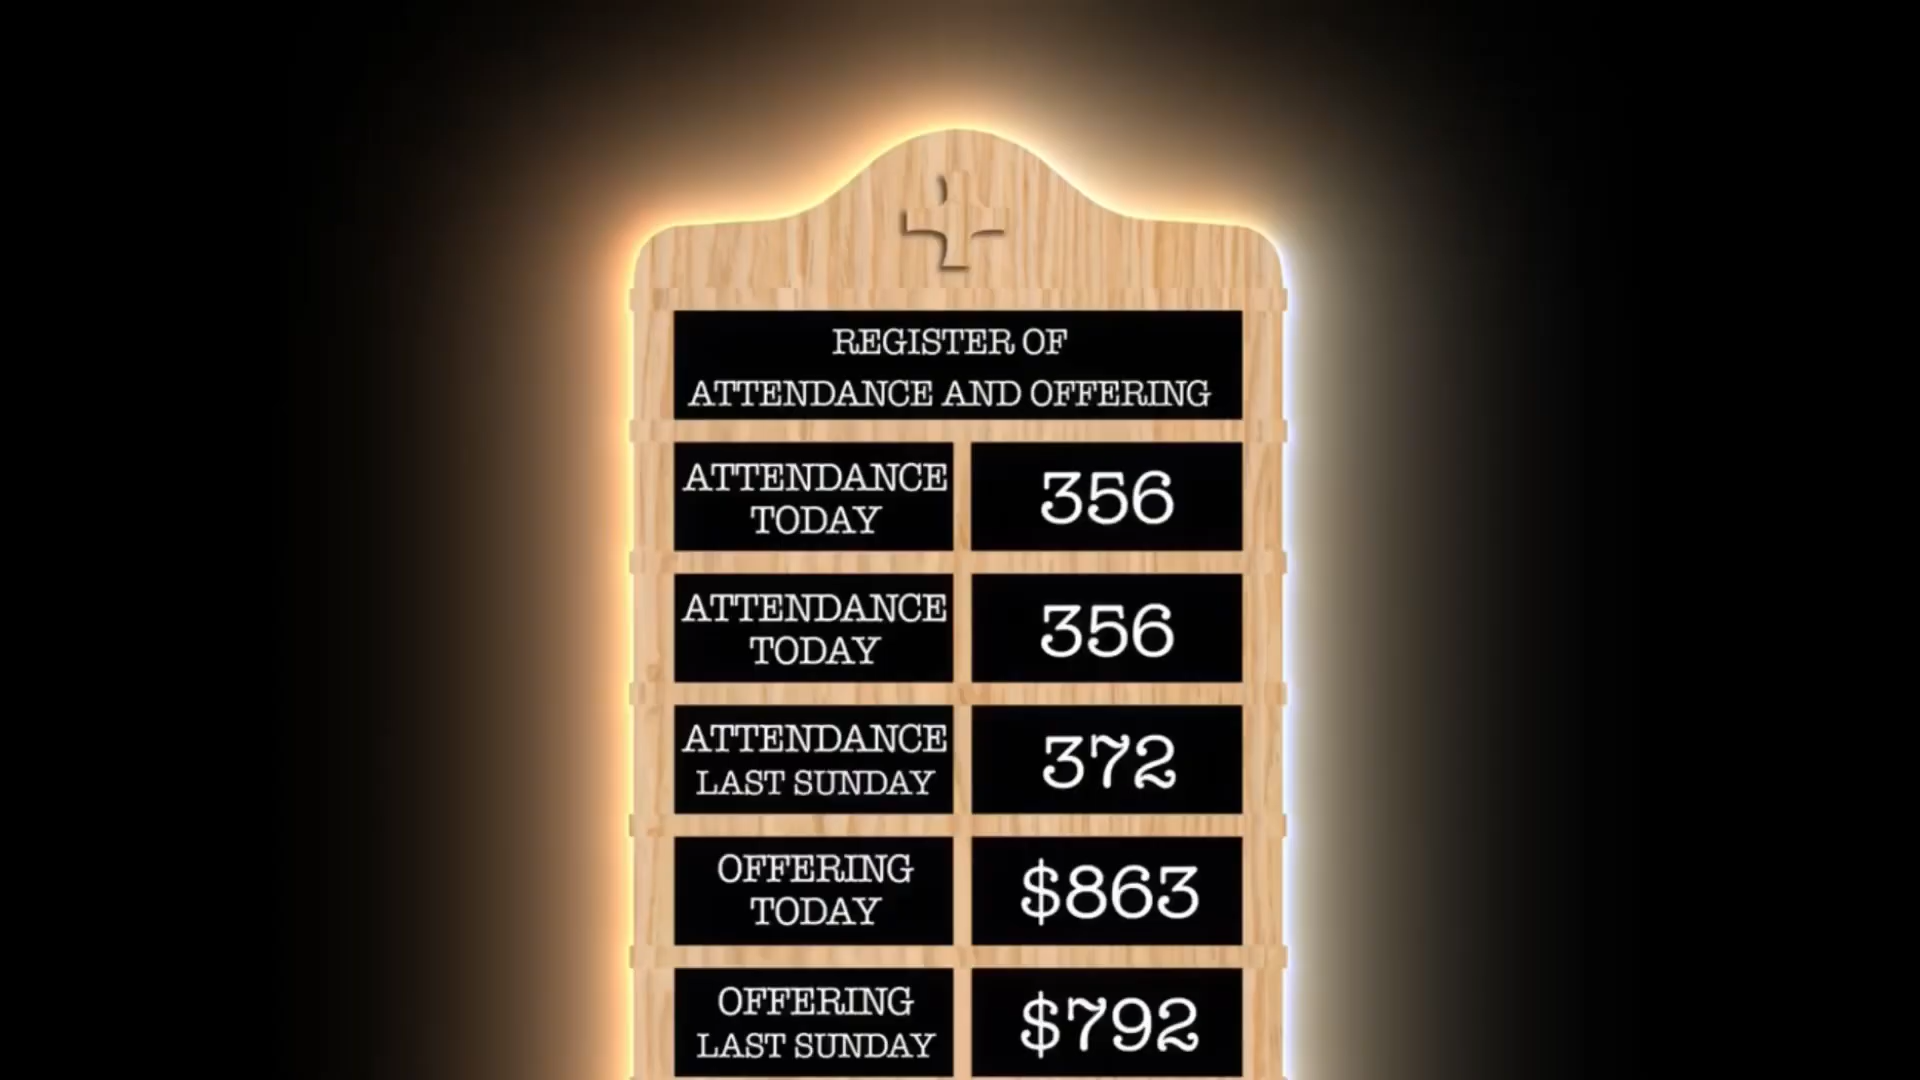 REGISTER OF
ATTENDANCE AND OFFERING
ATTENDANCE
TODAY
356
ATTENDANCE
TODAY
356
ATTENDANCE
LAST SUNDAY
372
OFFERING
TODAY
$863
OFFERING
LAST SUNDAY
$792